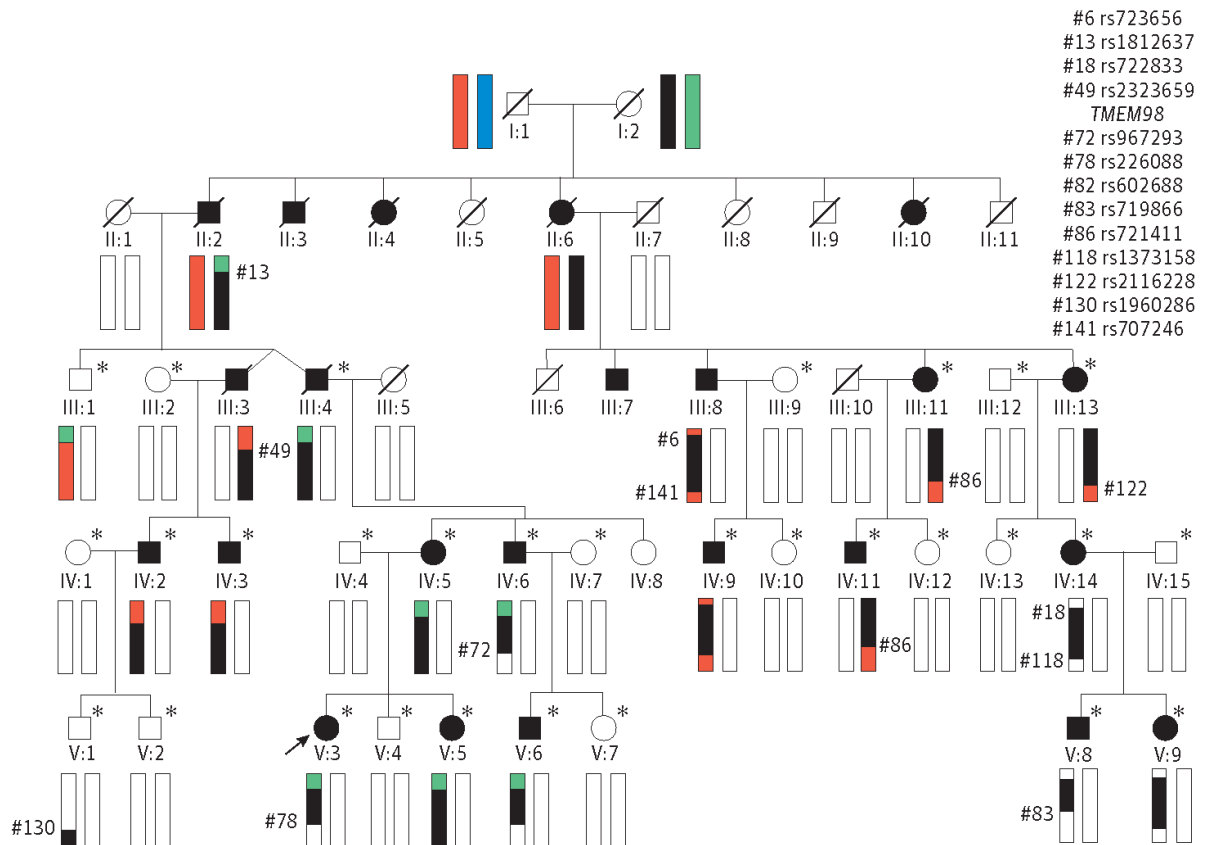 #6 rs723656
#13 rs1812637
#18 rs722833
#49 rs2323659
TMEM98
#72 rs967293
#78 rs226088
#82 rs602688
#83 rs719866
#86 rs721411
#118 rs1373158
#122 rs2116228
#130 rs1960286
#141 rs707246
I:1 I:2
II:1 II:2 II:3 II:4 II:5 II:6 II:7 II:8 II:9 II:10 II:11
#13
* * * * * * *
III:1 III:2 III:3 III:4 III:5 III:6 III:7 III:8 III:9 III:10 III:11 III:12 III:13
#6
#49
#86
#141
#122
* * * * * * * * * * * * * *
IV:1 IV:2 IV:3 IV:4 IV:5 IV:6 IV:7 IV:8 IV:9 IV:10 IV:11 IV:12 IV:13 IV:14 IV:15
#18
#72
#86
#118
* * * * * * * * *
V:1 V:2 V:3 V:4 V:5 V:6 V:7 V:8 V:9
#83
#78
#130